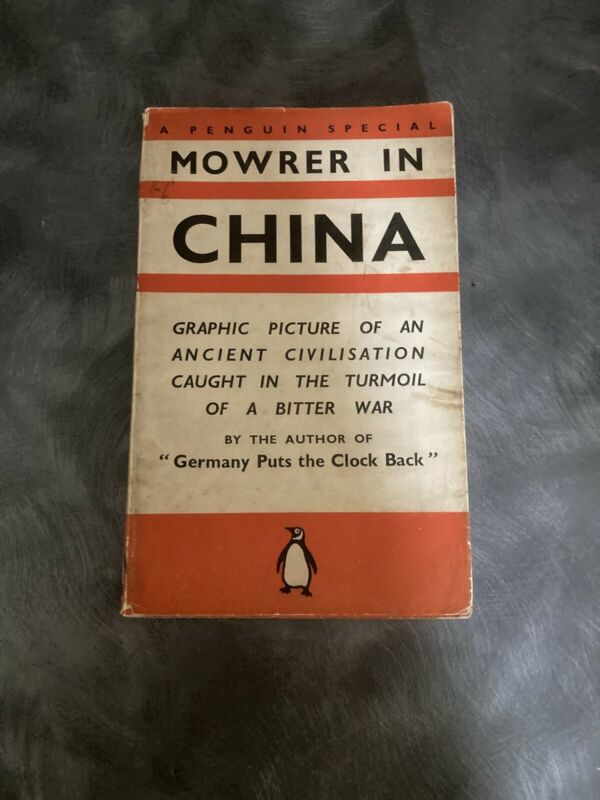 A PENGUIN SPECIAL
MOWRER IN
CHINA
GRAPHIC PICTURE OF AN
ANCIENT CIVILISATION
CAUGHT IN THE TURMOIL
OF A BITTER WAR
BY THE AUTHOR OF
“Germany Puts the Clock Back”